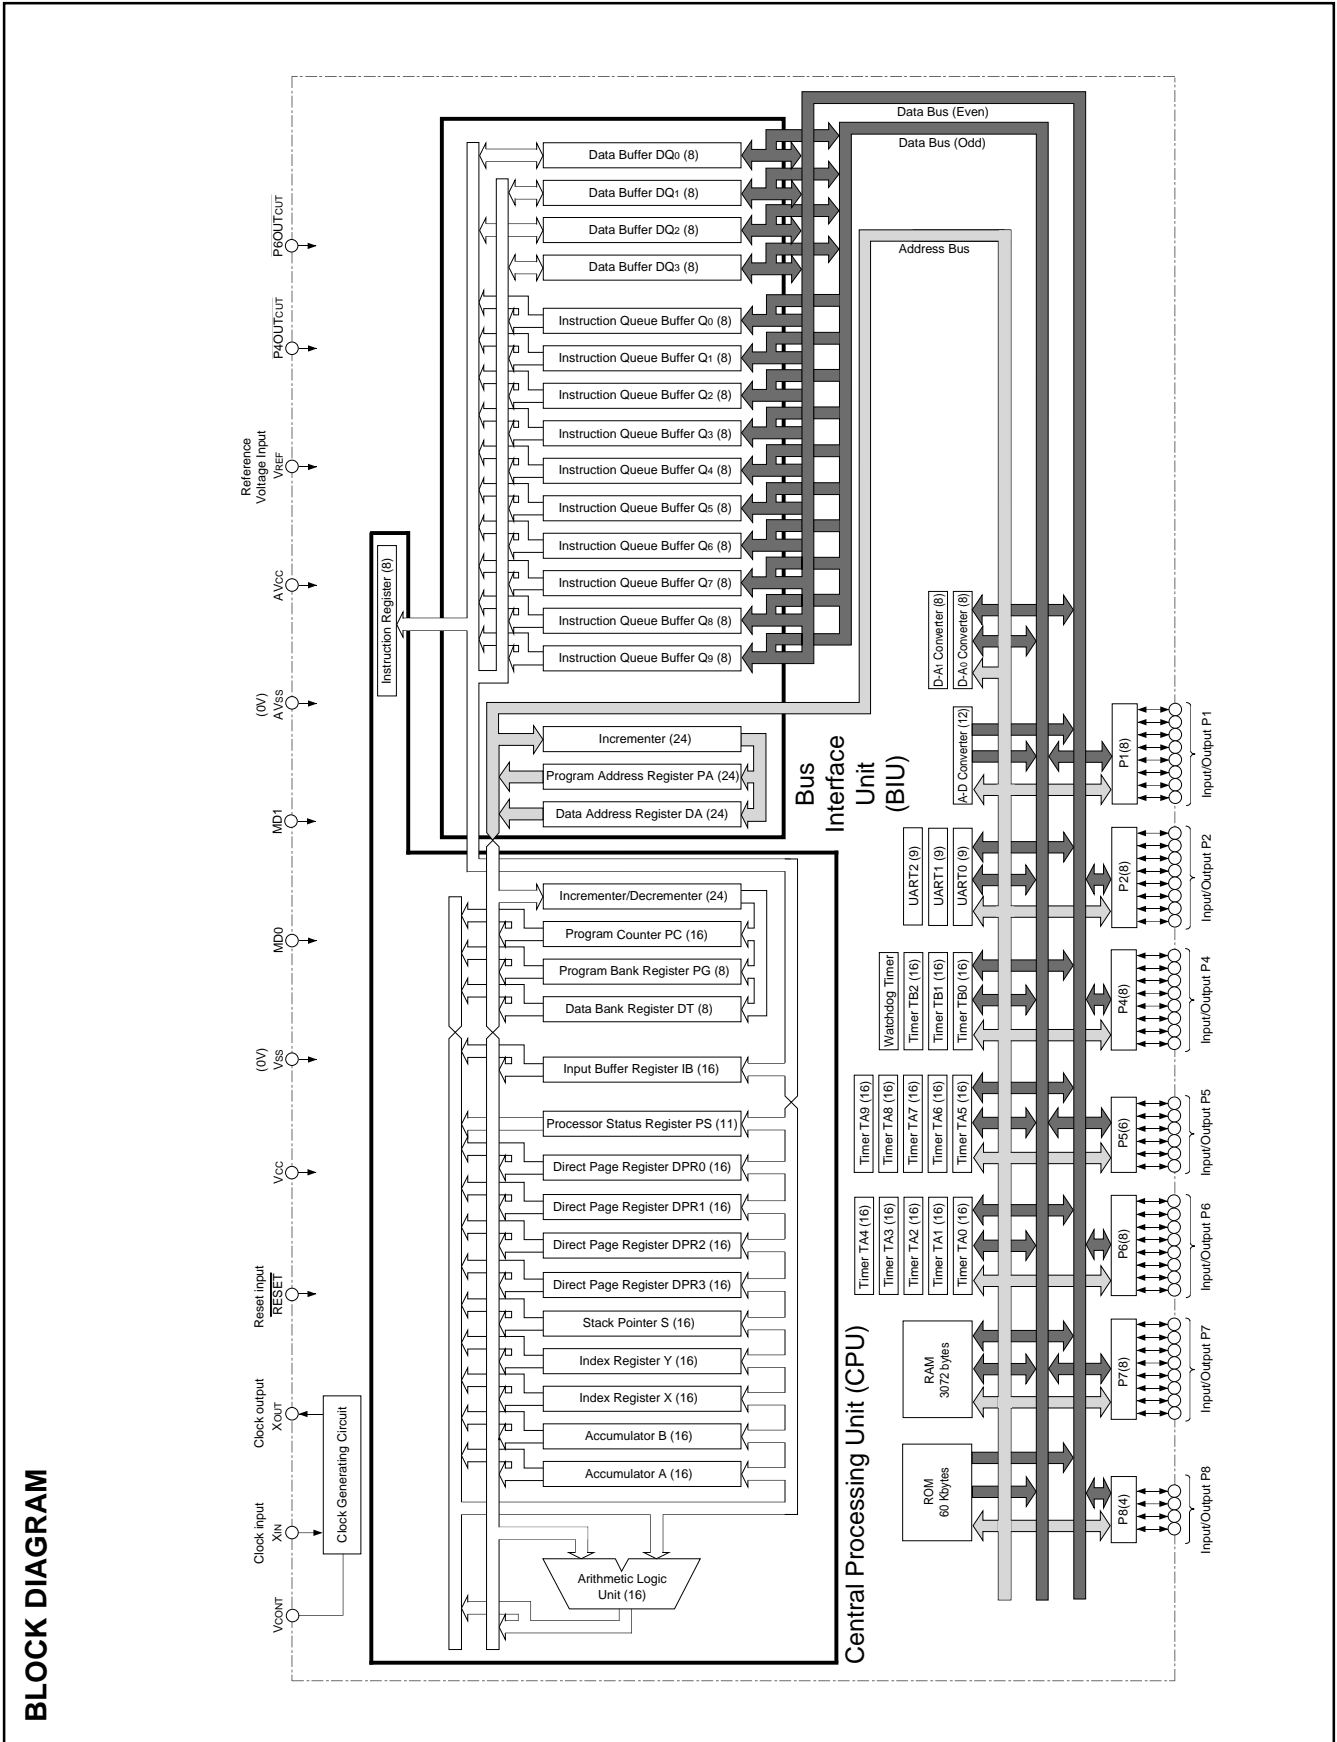 BLOCK DIAGRAM
Data Bus (Even)
Data Bus (Odd)
Address Bus
Data Buffer DQ0 (8)
Data Buffer DQ1 (8)
Data Buffer DQ2 (8)
Data Buffer DQ3 (8)
Instruction Queue Buffer Q0 (8)
Instruction Queue Buffer Q1 (8)
Instruction Queue Buffer Q2 (8)
Instruction Queue Buffer Q3 (8)
Instruction Queue Buffer Q4 (8)
Instruction Queue Buffer Q5 (8)
Instruction Queue Buffer Q6 (8)
Instruction Queue Buffer Q7 (8)
Instruction Queue Buffer Q8 (8)
Instruction Queue Buffer Q9 (8)
Incrementer (24)
Program Address Register PA (24)
Data Address Register DA (24)
Bus
Interface
Unit
(BIU)
Instruction Register (8)
Incrementer/Decrementer (24)
Program Counter PC (16)
Program Bank Register PG (8)
Data Bank Register DT (8)
Input Buffer Register IB (16)
Processor Status Register PS (11)
Direct Page Register DPR0 (16)
Direct Page Register DPR1 (16)
Direct Page Register DPR2 (16)
Direct Page Register DPR3 (16)
Stack Pointer S (16)
Index Register Y (16)
Index Register X (16)
Accumulator B (16)
Accumulator A (16)
Arithmetic Logic
Unit (16)
Central Processing Unit (CPU)
P6OUTCUT
P4OUTCUT
Reference
Voltage Input
VREF
AVCC
(0V)
AVSS
MD1
MD0
(0V)
VSS
VCC
Reset input
RESET
Clock output
XOUT
Clock input
XIN
VCONT
Clock Generating Circuit
D-A1 Converter (8)
D-A0 Converter (8)
A-D Converter (12)
UART2 (9)
UART1 (9)
UART0 (9)
Watchdog Timer
Timer TB2 (16)
Timer TB1 (16)
Timer TB0 (16)
Timer TA9 (16)
Timer TA8 (16)
Timer TA7 (16)
Timer TA6 (16)
Timer TA5 (16)
Timer TA4 (16)
Timer TA3 (16)
Timer TA2 (16)
Timer TA1 (16)
Timer TA0 (16)
RAM
3072 bytes
ROM
60 Kbytes
P1(8)
Input/Output P1
P2(8)
Input/Output P2
P4(8)
Input/Output P4
P5(6)
Input/Output P5
P6(8)
Input/Output P6
P7(8)
Input/Output P7
P8(4)
Input/Output P8